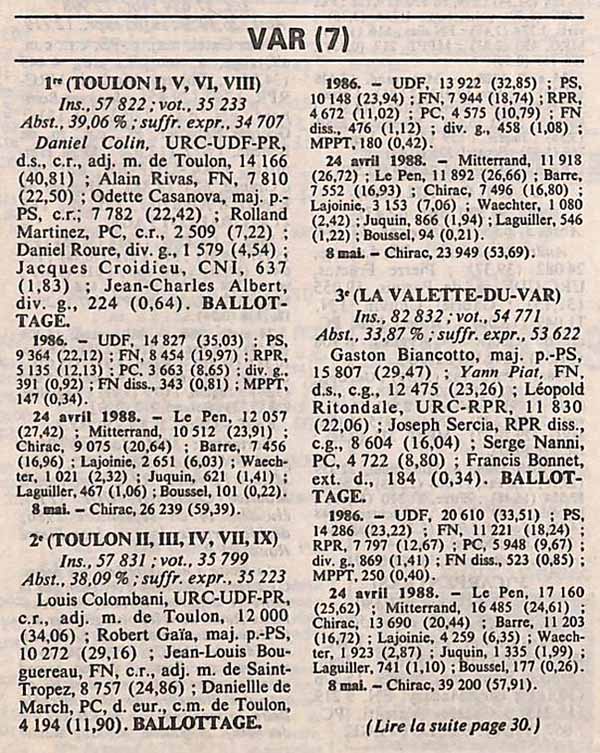 VAR (7)
1re (TOULON I, V, VI, VIII)
Ins., 57 822 ; vot., 35 233
Abst., 39,06 % ; suffr. expr., 34 707
Daniel Colin, URC-UDF-PR,
d.s., c.r., adj. m. de Toulon, 14 166
(40,81) ; Alain Rivas, FN, 7 810
(22,50) ; Odette Casanova, maj. p.-
PS, c.r.; 7 782 (22,42) ; Rolland
Martinez, PC, c.r., 2 509 (7,22) ;
Daniel Roure, div. g., 1 579 (4,54) ;
Jacques Croidieu, CNI, 637
(1,83) ; Jean-Charles Albert,
div. g., 224 (0,64). BALLOT-
TAGE.
1986. – UDF, 14 827 (35,03) ; PS,
9 364 (22,12) ; FN, 8 454 (19,97) ; RPR,
5 135 (12,13) ; PC, 3 663 (8,65) ; div. g.,
391 (0,92) ; FN diss., 343 (0,81) ; MPPT,
147 (0,34).
24 avril 1988. – Le Pen, 12 057
(27,42) ; Mitterrand, 10 512 (23,91) ;
Chirac, 9 075 (20,64) ; Barre, 7 456
(16,96) ; Lajoinie, 2 651 (6,03) ; Waech-
ter, 1 021 (2,32) ; Juquin, 621 (1,41) ;
Laguiller, 467 (1,06) ; Boussel, 101 (0,22).
8 mai. – Chirac, 26 239 (59,39).
2e (TOULON II, III, IV, VII, IX)
Ins., 57 831 ; vot., 35 799
Abst., 38,09 % ; suffr. expr., 35 223
Louis Colombani, URC-UDF-PR,
c.r., adj. m. de Toulon, 12 000
(34,06) ; Robert Gaïa, maj. p.-PS,
10 272 (29,16) ; Jean-Louis Bou-
guereau, FN, c.r., adj. m. de Saint-
Tropez, 8 757 (24,86) ; Danielle de
March, PC, d. eur., c.m. de Toulon,
4 194 (11,90). BALLOTTAGE.
1986. – UDF, 13 922 (32,85) ; PS,
10 148 (23,94) ; FN, 7 944 (18,74) ; RPR,
4 672 (11,02) ; PC, 4 575 (10,79) ; FN
diss., 476 (1,12) ; div. g., 458 (1,08) ;
MPPT, 180 (0,42).
24 avril 1988. – Mitterrand, 11 918
(26,72) ; Le Pen, 11 892 (26,66) ; Barre,
7 552 (16,93) ; Chirac, 7 496 (16,80) ;
Lajoinie, 3 153 (7,06) ; Waechter, 1 080
(2,42) ; Juquin, 866 (1,94) ; Laguiller, 546
(1,22) ; Boussel, 94 (0,21).
8 mai. – Chirac, 23 949 (53,69).
3e (LA VALETTE-DU-VAR)
Ins., 82 832 ; vot., 54 771
Abst., 33,87 % ; suffr. expr., 53 622
Gaston Biancotto, maj. p.-PS,
15 807 (29,47) ; Yann Piat, FN,
d.s., c.g., 12 475 (23,26) ; Léopold
Ritondale, URC-RPR, 11 830
(22,06) ; Joseph Sercia, RPR diss.,
c.g., 8 604 (16,04) ; Serge Nanni,
PC, 4 722 (8,80) ; Francis Bonnet,
ext. d., 184 (0,34). BALLOT-
TAGE.
1986. – UDF, 20 610 (33,51) ; PS,
14 286 (23,22) ; FN, 11 221 (18,24) ;
RPR, 7 797 (12,67) ; PC, 5 948 (9,67) ;
div. g., 869 (1,41) ; FN diss., 523 (0,85) ;
MPPT, 250 (0,40).
24 avril 1988. – Le Pen, 17 160
(25,62) ; Mitterrand, 16 485 (24,61) ;
Chirac, 13 690 (20,44) ; Barre, 11 203
(16,72) ; Lajoinie, 4 259 (6,35) ; Waech-
ter, 1 923 (2,87) ; Juquin, 1 335 (1,99) ;
Laguiller, 741 (1,10) ; Boussel, 177 (0,26).
8 mai. – Chirac, 39 200 (57,91).
(Lire la suite page 30.)